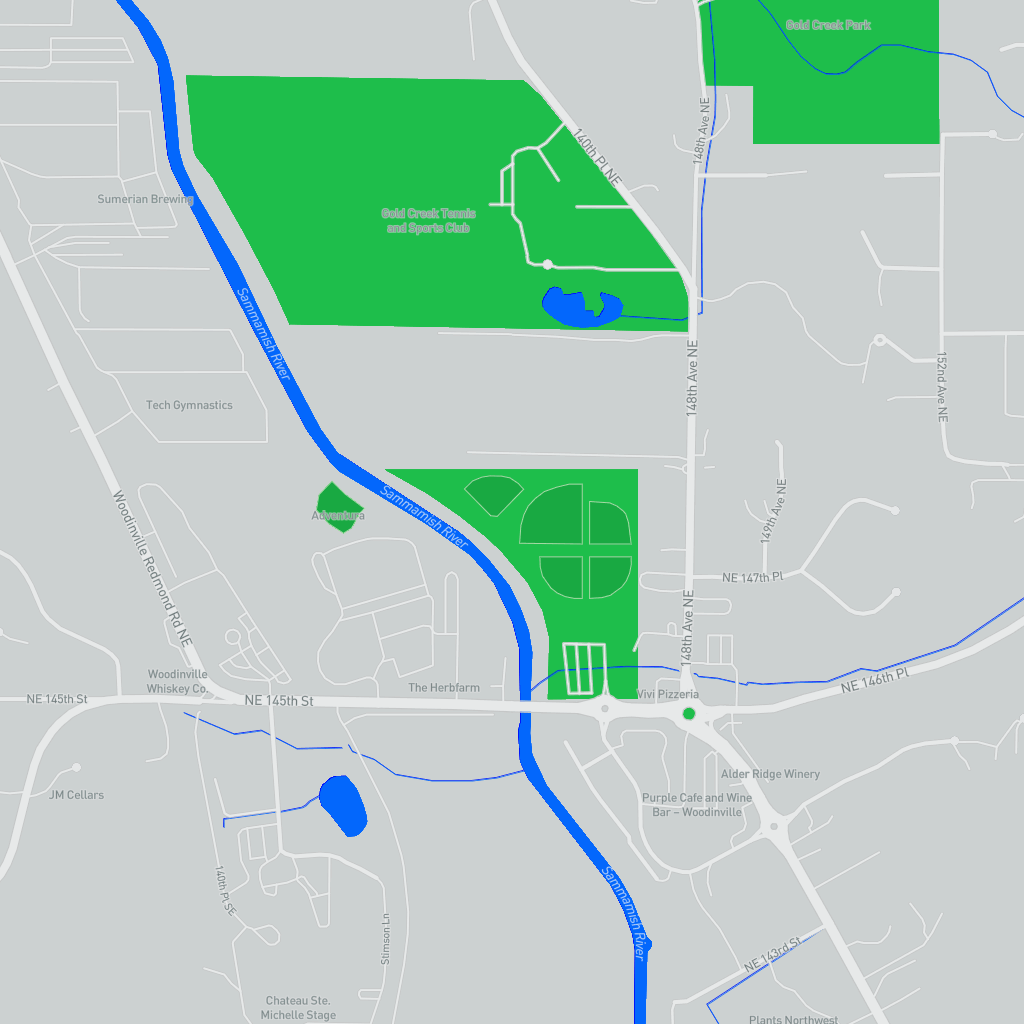 Gold Creek Park
148th Ave NE
140th Pl NE
Sumerian Brewing
Gold Creek Tennis
and Sports Club
Sammamish River
148th Ave NE
152nd Ave NE
Tech Gymnastics
Woodinville Redmond Rd NE
Adventura
Sammamish River
149th Ave NE
NE 147th Pl
148th Ave NE
Woodinville
Whiskey Co.
The Herbfarm
NE 146th Pl
NE 145th St
NE 145th St
Vivi Pizzeria
Alder Ridge Winery
JM Cellars
Purple Cafe and Wine
Bar – Woodinville
140th Pl SE
Sammamish River
Stimson Ln
NE 143rd St
Chateau Ste.
Michelle Stage
Plants Northwest